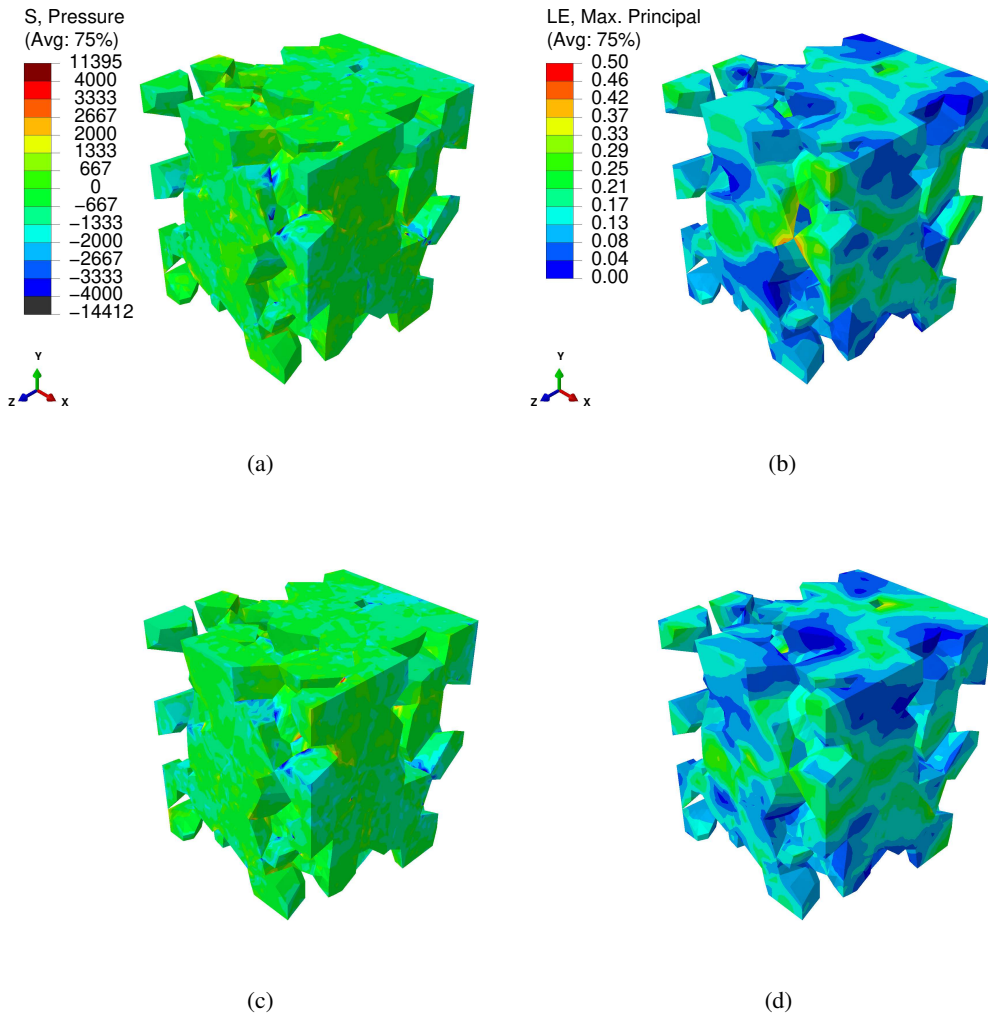 S, Pressure
(Avg: 75%)
11395
4000
3333
2667
2000
1333
667
0
−667
−1333
−2000
−2667
−3333
−4000
−14412
Y
Z
X
(a)
LE, Max. Principal
(Avg: 75%)
0.50
0.46
0.42
0.37
0.33
0.29
0.25
0.21
0.17
0.13
0.08
0.04
0.00
Y
Z
X
(b)
(c)
(d)